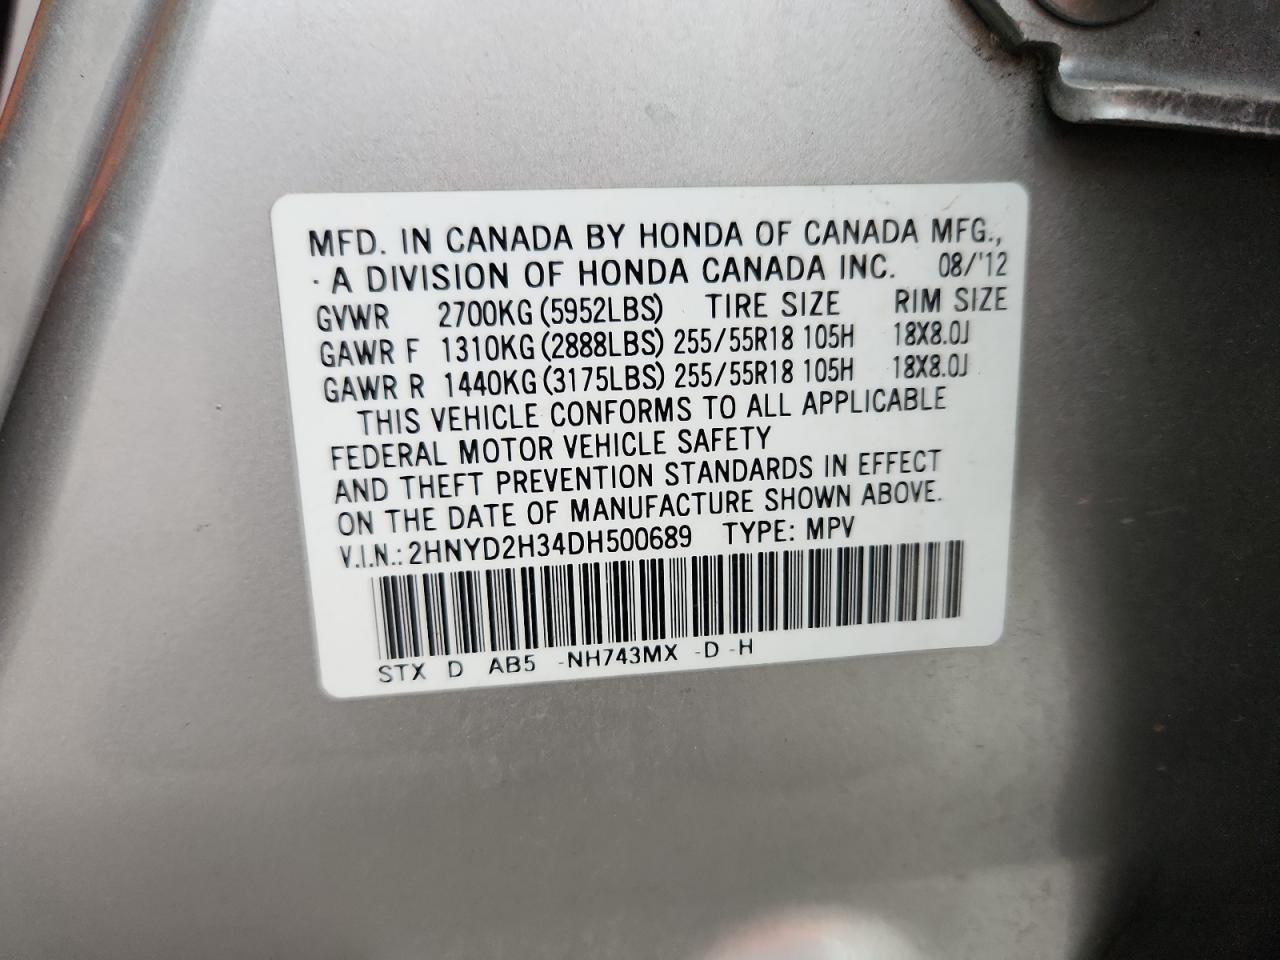 MFD. IN CANADA BY HONDA OF CANADA MFG.,
· A DIVISION OF HONDA CANADA INC. 08/'12
GVWR 2700KG (5952LBS) TIRE SIZE RIM SIZE
GAWR F 1310KG (2888LBS) 255/55R18 105H 18X8.0J
GAWR R 1440KG (3175LBS) 255/55R18 105H 18X8.0J
THIS VEHICLE CONFORMS TO ALL APPLICABLE
FEDERAL MOTOR VEHICLE SAFETY
AND THEFT PREVENTION STANDARDS IN EFFECT
ON THE DATE OF MANUFACTURE SHOWN ABOVE.
V.I.N.: 2HNYD2H34DH500689 TYPE: MPV
STX D AB5 -NH743MX -D -H